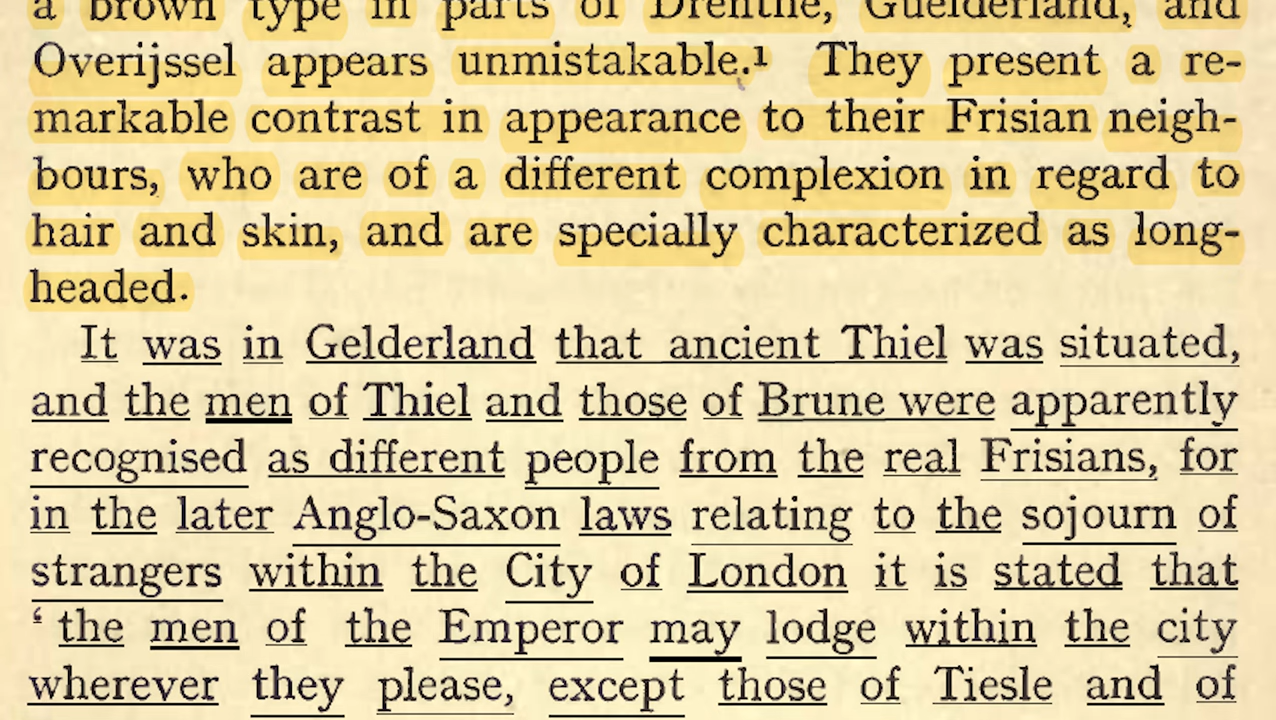 a brown type in parts of Drenthe, Guelderland, and
Overijssel appears unmistakable.¹ They present a re-
markable contrast in appearance to their Frisian neigh-
bours, who are of a different complexion in regard to
hair and skin, and are specially characterized as long-
headed.
It was in Gelderland that ancient Thiel was situated,
and the men of Thiel and those of Brune were apparently
recognised as different people from the real Frisians, for
in the later Anglo-Saxon laws relating to the sojourn of
strangers within the City of London it is stated that
‘ the men of the Emperor may lodge within the city
wherever they please, except those of Tiesle and of